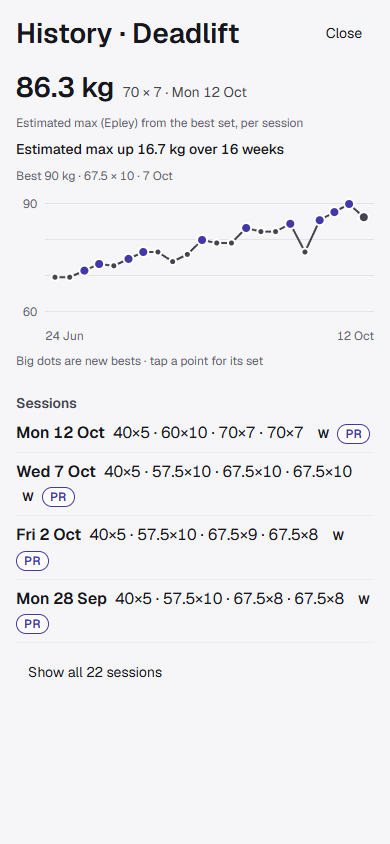 History · Deadlift
Close
86.3 kg 70 × 7 · Mon 12 Oct
Estimated max (Epley) from the best set, per session
Estimated max up 16.7 kg over 16 weeks
Best 90 kg · 67.5 × 10 · 7 Oct
90
60
24 Jun
12 Oct
Big dots are new bests · tap a point for its set
Sessions
Mon 12 Oct 40×5 · 60×10 · 70×7 · 70×7 W PR
Wed 7 Oct 40×5 · 57.5×10 · 67.5×10 · 67.5×10
W PR
Fri 2 Oct 40×5 · 57.5×10 · 67.5×9 · 67.5×8 W
PR
Mon 28 Sep 40×5 · 57.5×10 · 67.5×8 · 67.5×8 W
PR
Show all 22 sessions